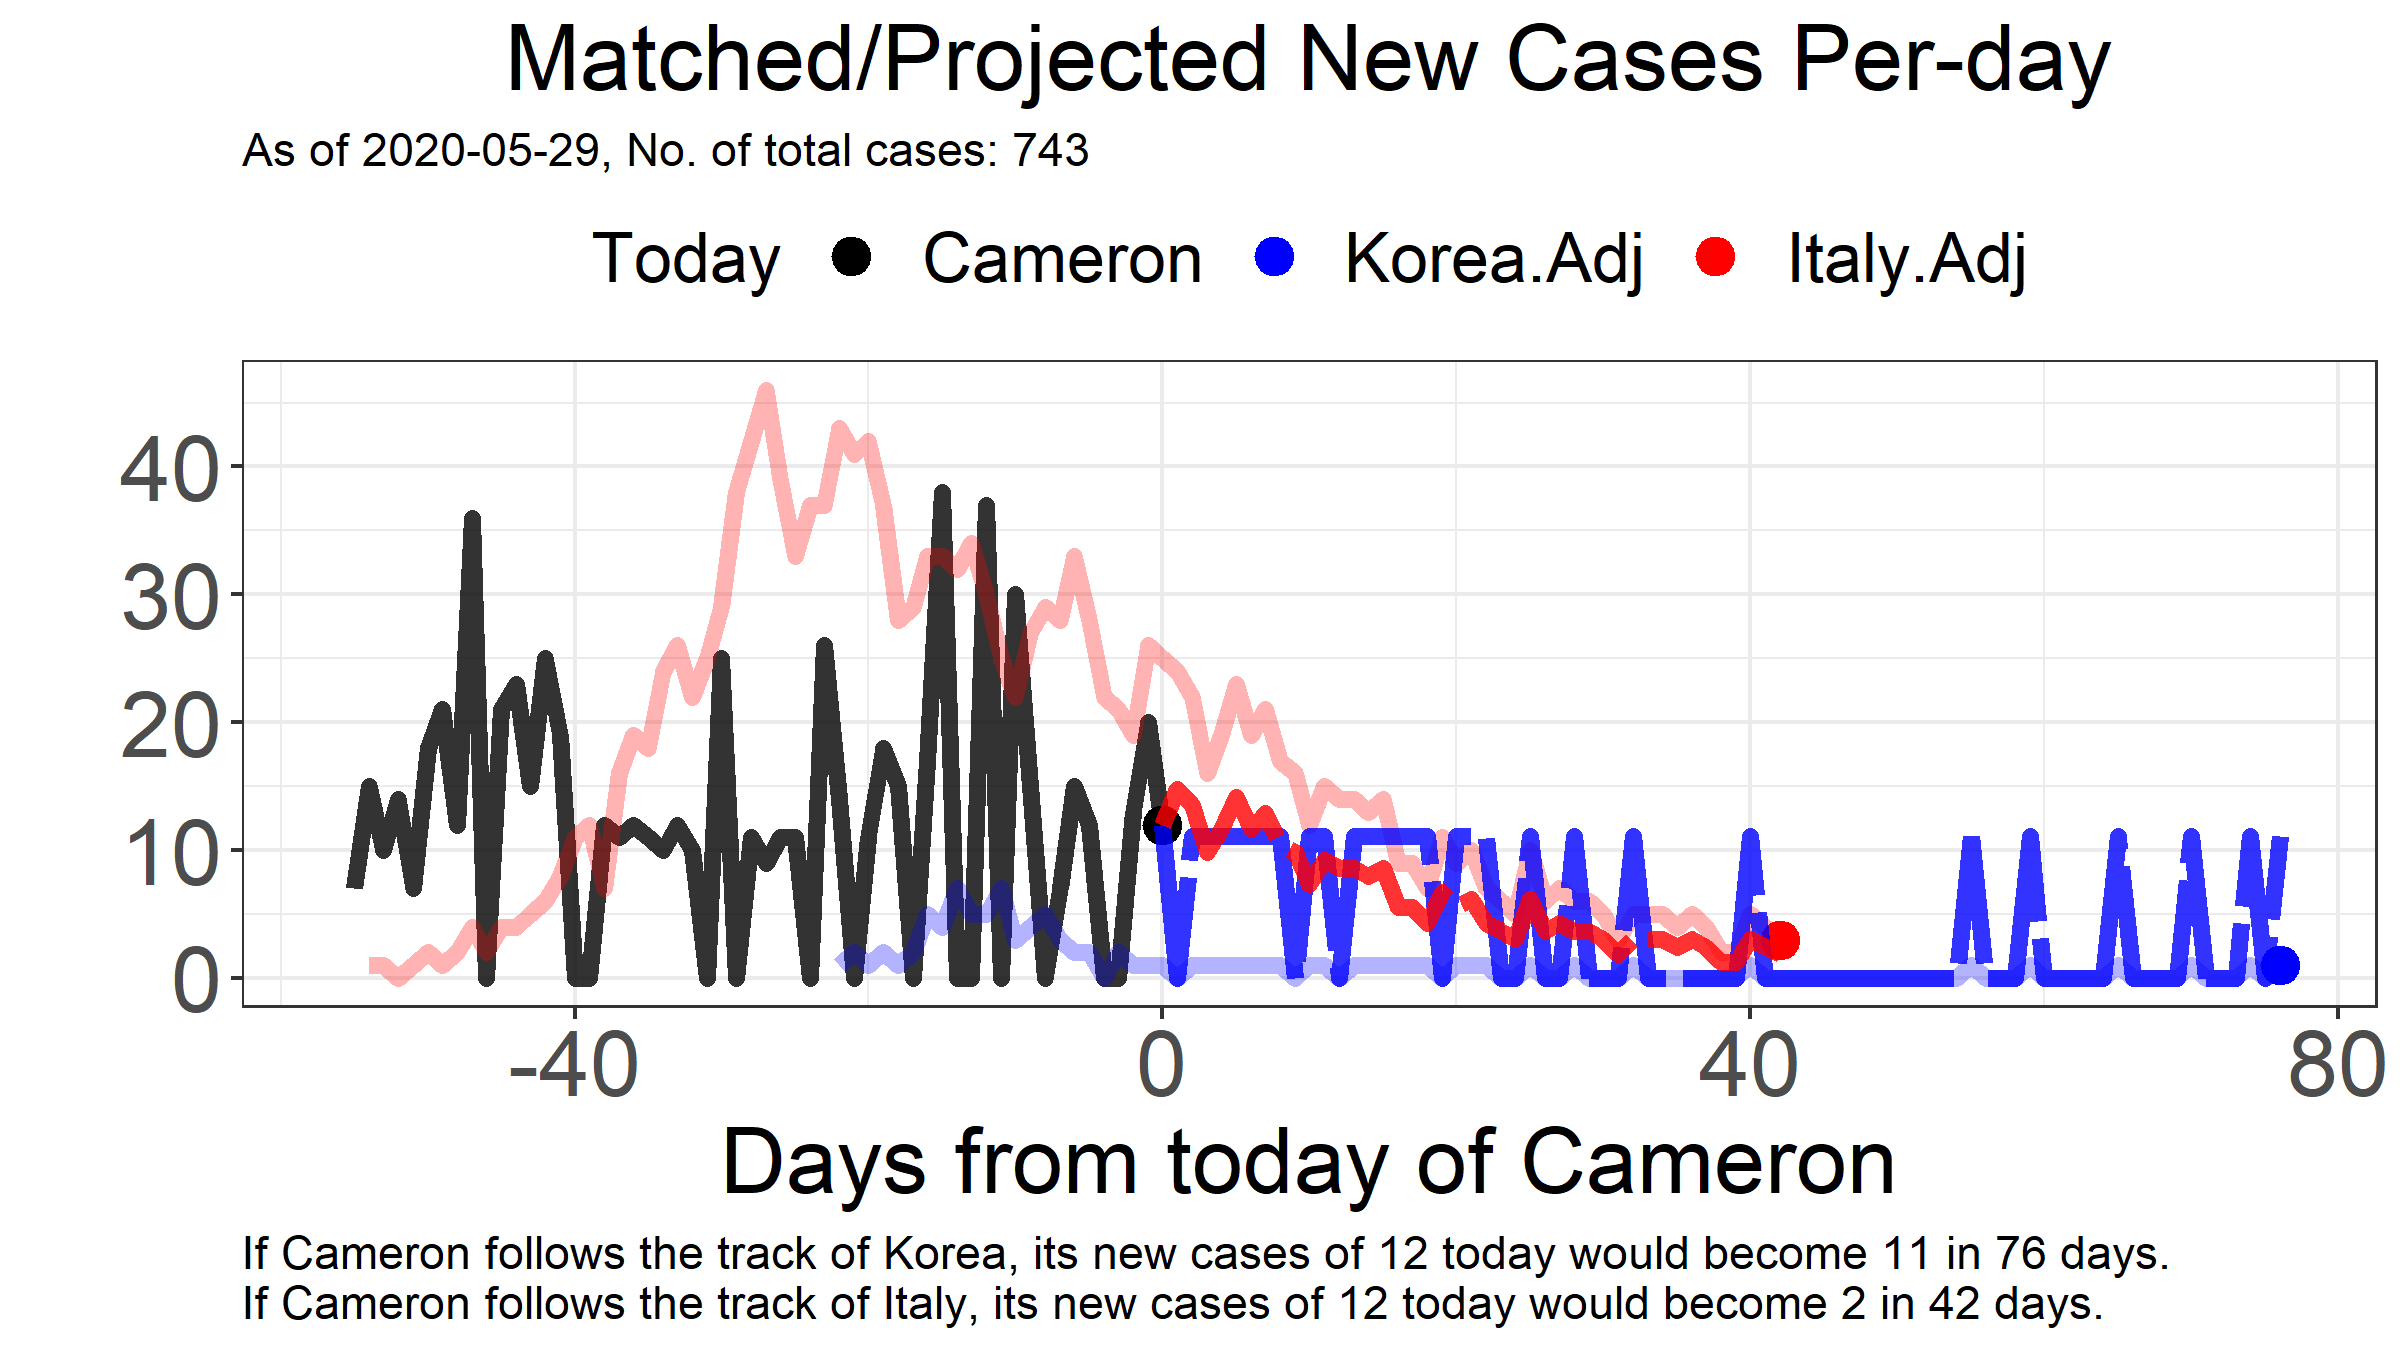 Matched/Projected New Cases Per-day
As of 2020-05-29, No. of total cases: 743
Today Cameron Korea.Adj Italy.Adj
40
30
20
10
0
-40 0 40 80
Days from today of Cameron
If Cameron follows the track of Korea, its new cases of 12 today would become 11 in 76 days.
If Cameron follows the track of Italy, its new cases of 12 today would become 2 in 42 days.